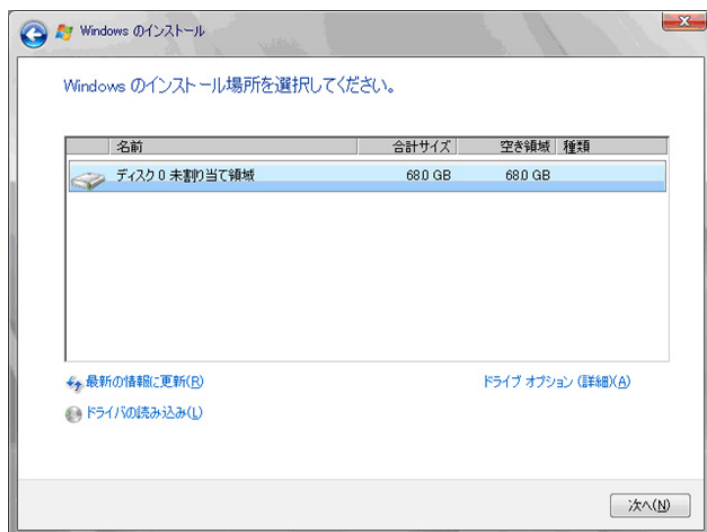 Windows のインストール
Windows のインストール場所を選択してください。
名前 合計サイズ 空き領域 種類
ディスク 0 未割り当て領域 68.0 GB 68.0 GB
最新の情報に更新(R) ドライブ オプション (詳細)(A)
ドライバの読み込み(L)
次へ(N)